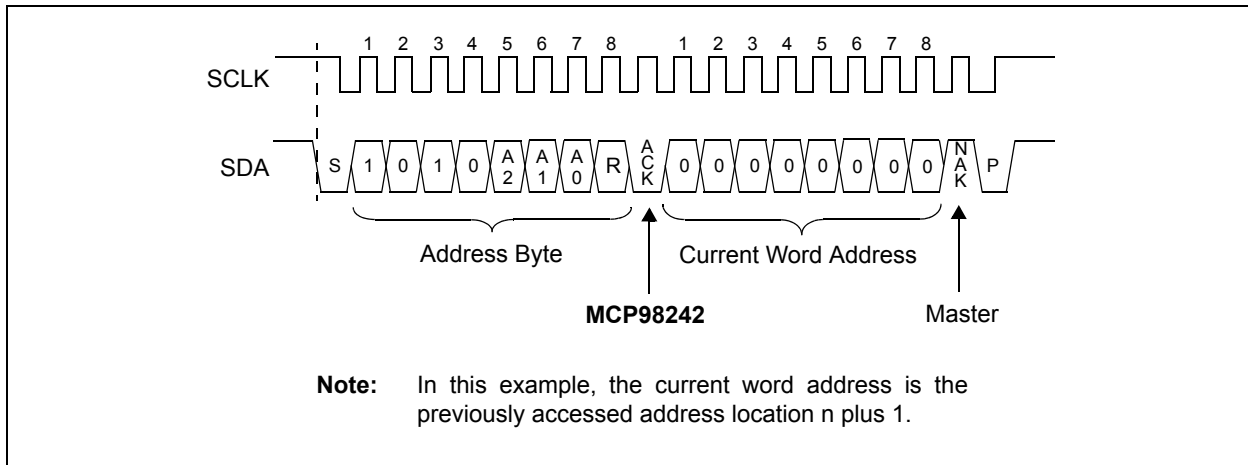 1 2 3 4 5 6 7 8 1 2 3 4 5 6 7 8
SCLK
SDA S 1 0 1 0 A2 A1 A0 R ACK 0 0 0 0 0 0 0 0 NAK P
Address Byte Current Word Address
MCP98242 Master
Note: In this example, the current word address is the
previously accessed address location n plus 1.